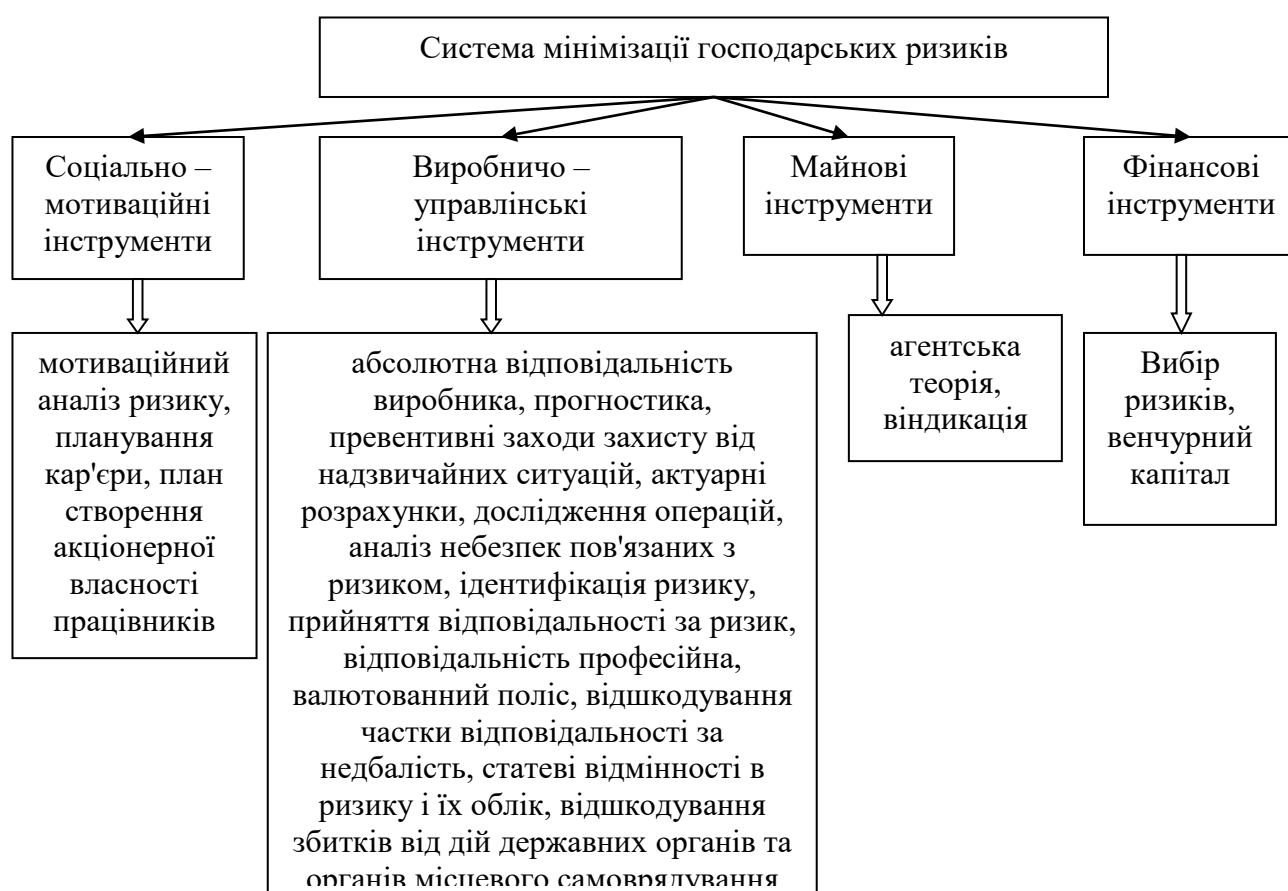 Система мінімізації господарських ризиків
Соціально –
мотиваційні
інструменти
Виробничо –
управлінські
інструменти
Майнові
інструменти
Фінансові
інструменти
мотиваційний
аналіз ризику,
планування
кар'єри, план
створення
акціонерної
власності
працівників
абсолютна відповідальність
виробника, прогностика,
превентивні заходи захисту від
надзвичайних ситуацій, актуарні
розрахунки, дослідження операцій,
аналіз небезпек пов'язаних з
ризиком, ідентифікація ризику,
прийняття відповідальності за ризик,
відповідальність професійна,
валютованний поліс, відшкодування
частки відповідальності за
недбалість, статеві відмінності в
ризику і їх облік, відшкодування
збитків від дій державних органів та
органів місцевого самоврядування
агентська
теорія,
віндикація
Вибір
ризиків,
венчурний
капітал